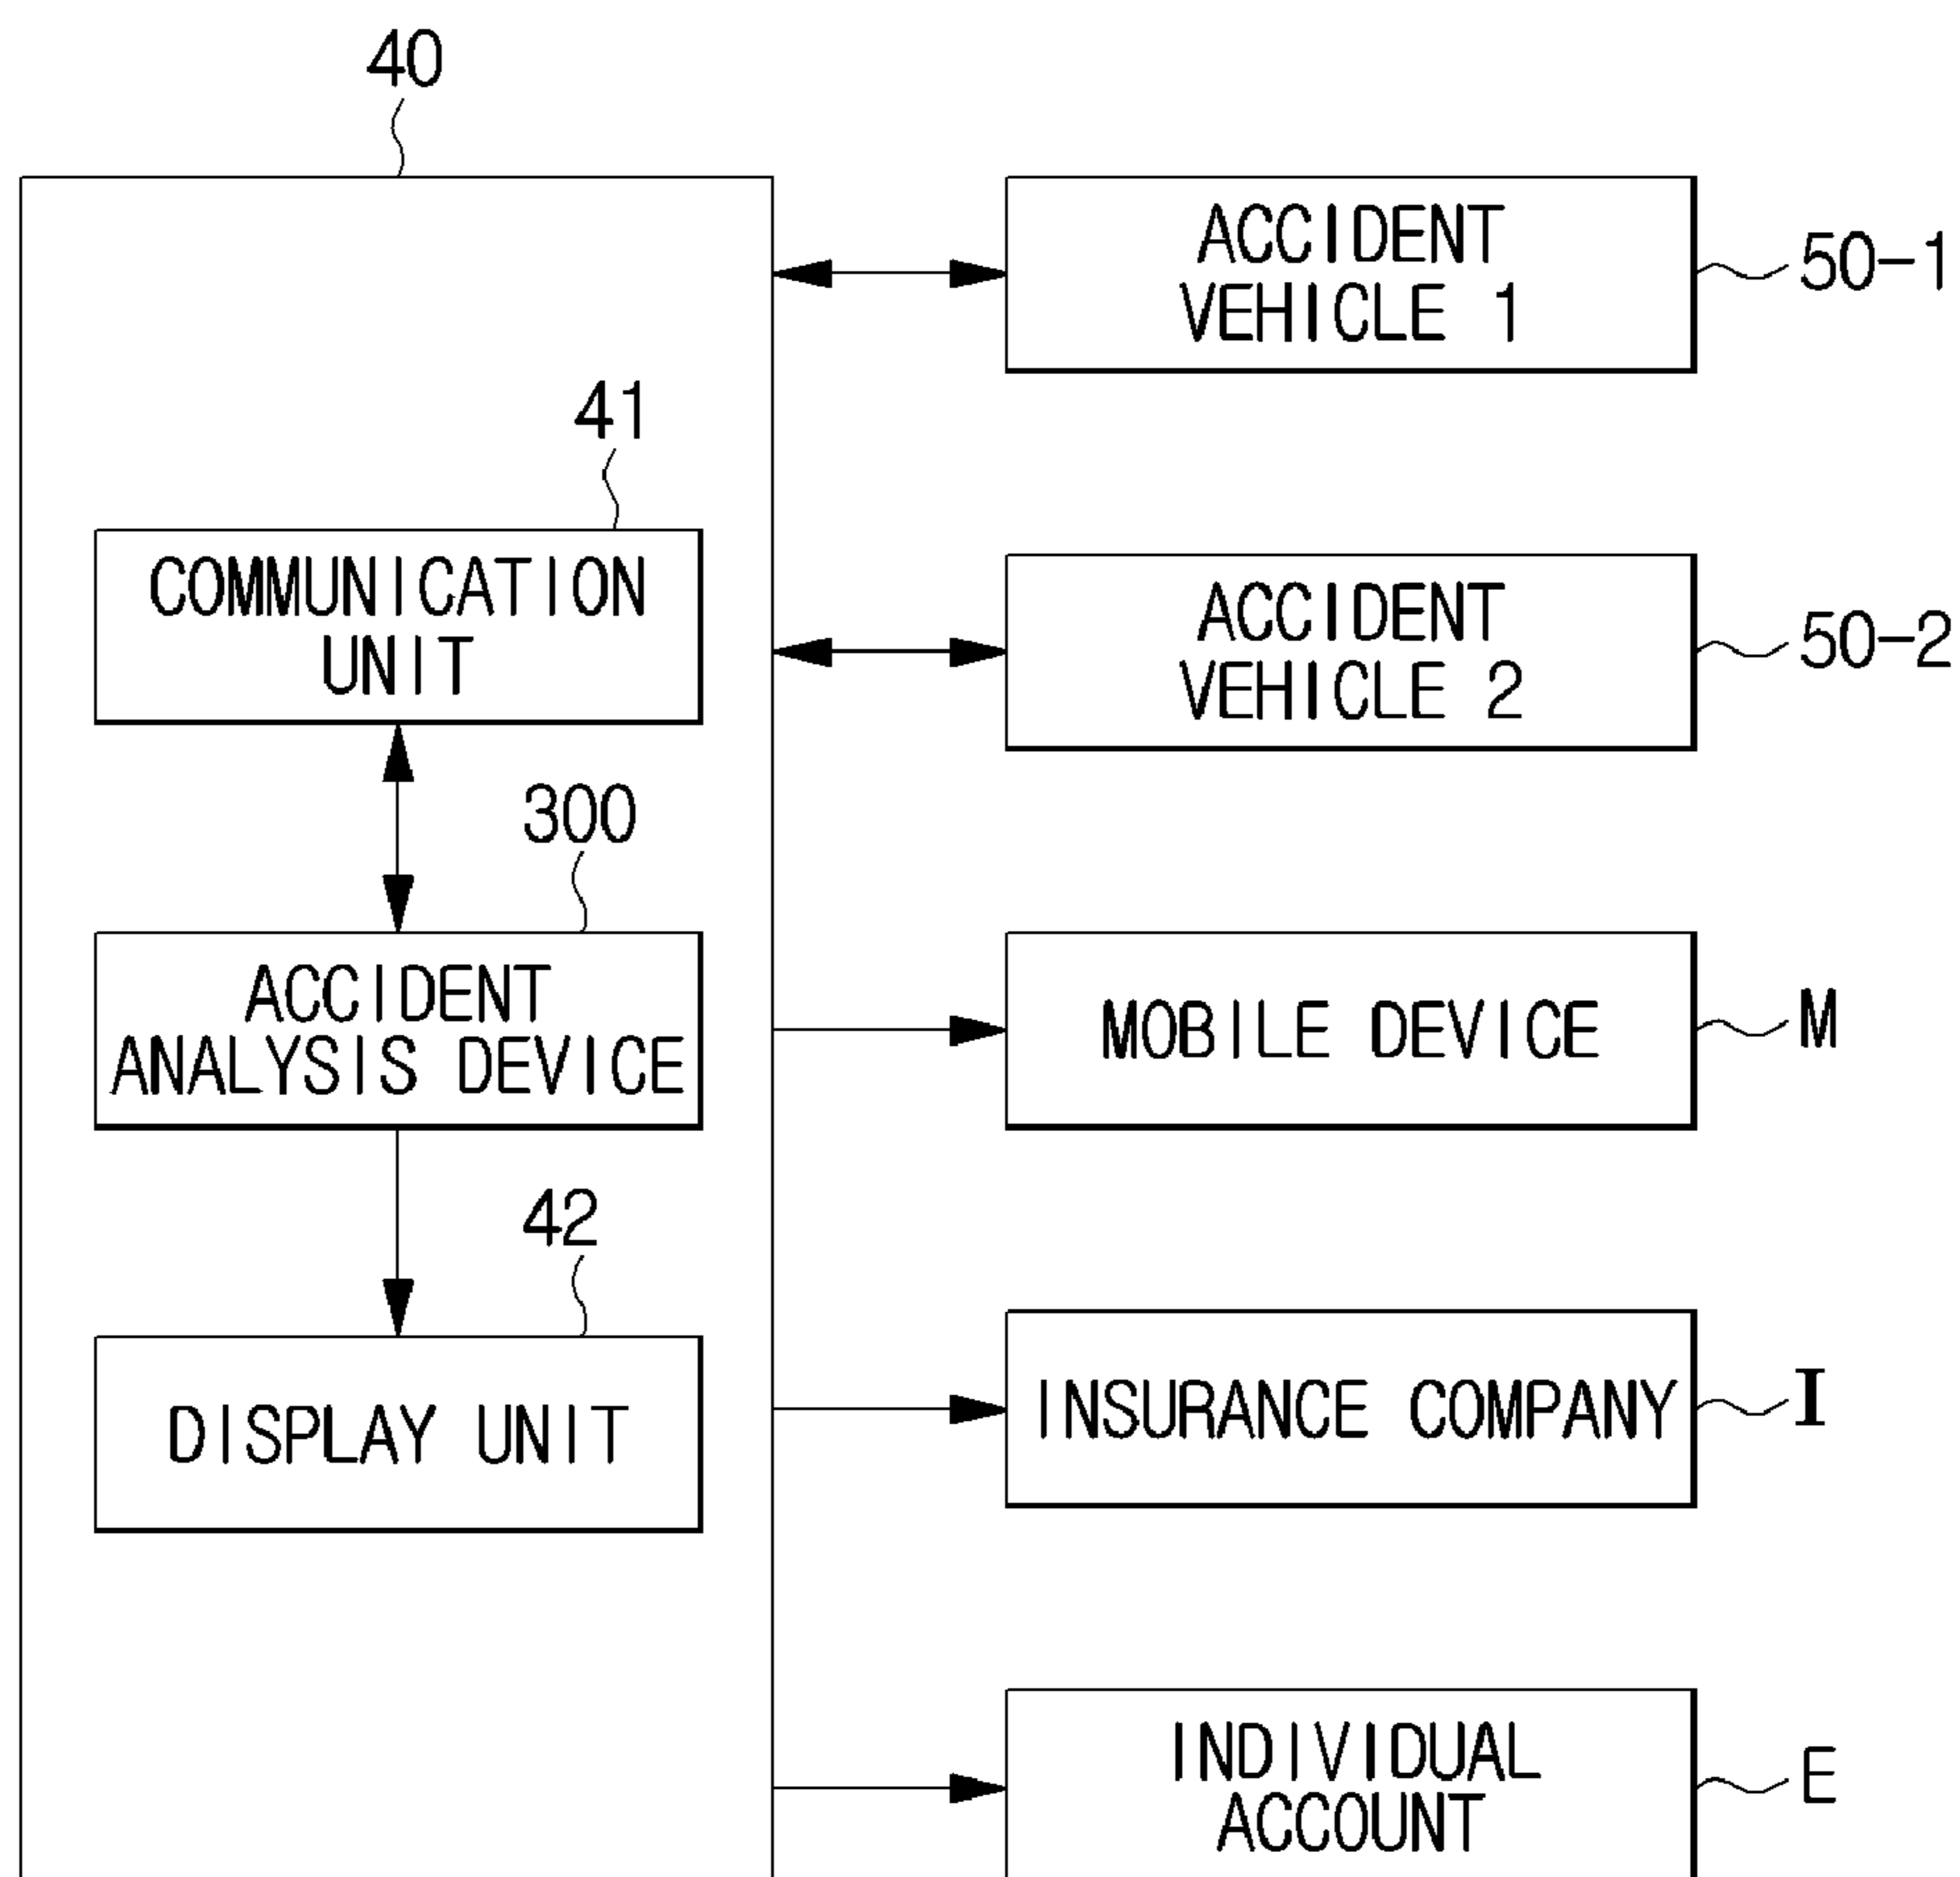 40
ACCIDENT
VEHICLE 1
50-1
41
COMMUNICATION
UNIT
ACCIDENT
VEHICLE 2
50-2
300
ACCIDENT
ANALYSIS DEVICE
MOBILE DEVICE
M
42
DISPLAY UNIT
INSURANCE COMPANY
I
INDIVIDUAL
ACCOUNT
E